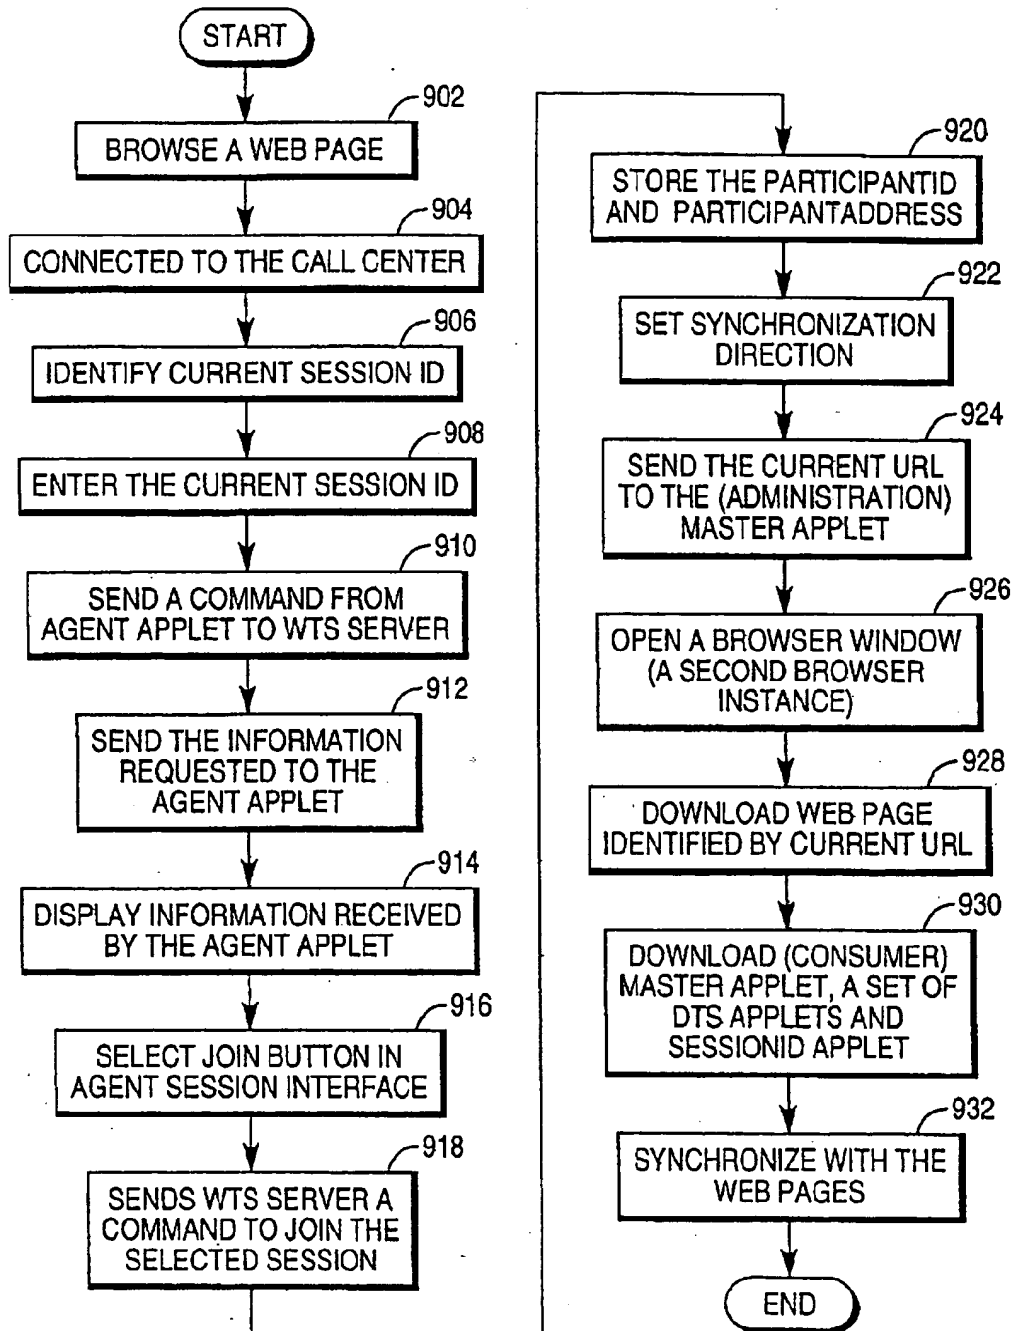 START
902
BROWSE A WEB PAGE
904
CONNECTED TO THE CALL CENTER
906
IDENTIFY CURRENT SESSION ID
908
ENTER THE CURRENT SESSION ID
910
SEND A COMMAND FROM
AGENT APPLET TO WTS SERVER
912
SEND THE INFORMATION
REQUESTED TO THE
AGENT APPLET
914
DISPLAY INFORMATION RECEIVED
BY THE AGENT APPLET
916
SELECT JOIN BUTTON IN
AGENT SESSION INTERFACE
918
SENDS WTS SERVER A
COMMAND TO JOIN THE
SELECTED SESSION
920
STORE THE PARTICIPANTID
AND PARTICIPANTADDRESS
922
SET SYNCHRONIZATION
DIRECTION
924
SEND THE CURRENT URL
TO THE (ADMINISTRATION)
MASTER APPLET
926
OPEN A BROWSER WINDOW
(A SECOND BROWSER
INSTANCE)
928
DOWNLOAD WEB PAGE
IDENTIFIED BY CURRENT URL
930
DOWNLOAD (CONSUMER)
MASTER APPLET, A SET OF
DTS APPLETS AND
SESSIONID APPLET
932
SYNCHRONIZE WITH THE
WEB PAGES
END